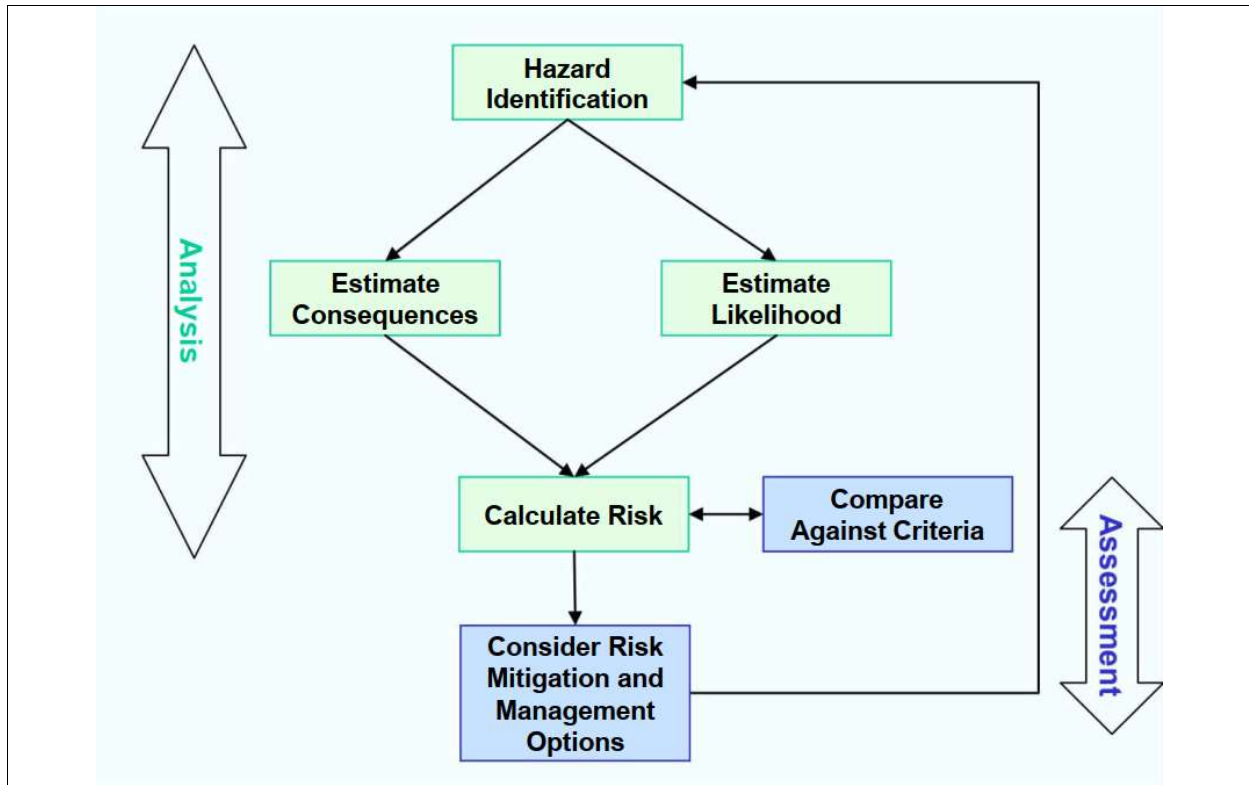 Hazard
Identification
Analysis
Estimate
Consequences
Estimate
Likelihood
Calculate Risk
Compare
Against Criteria
Assessment
Consider Risk
Mitigation and
Management
Options